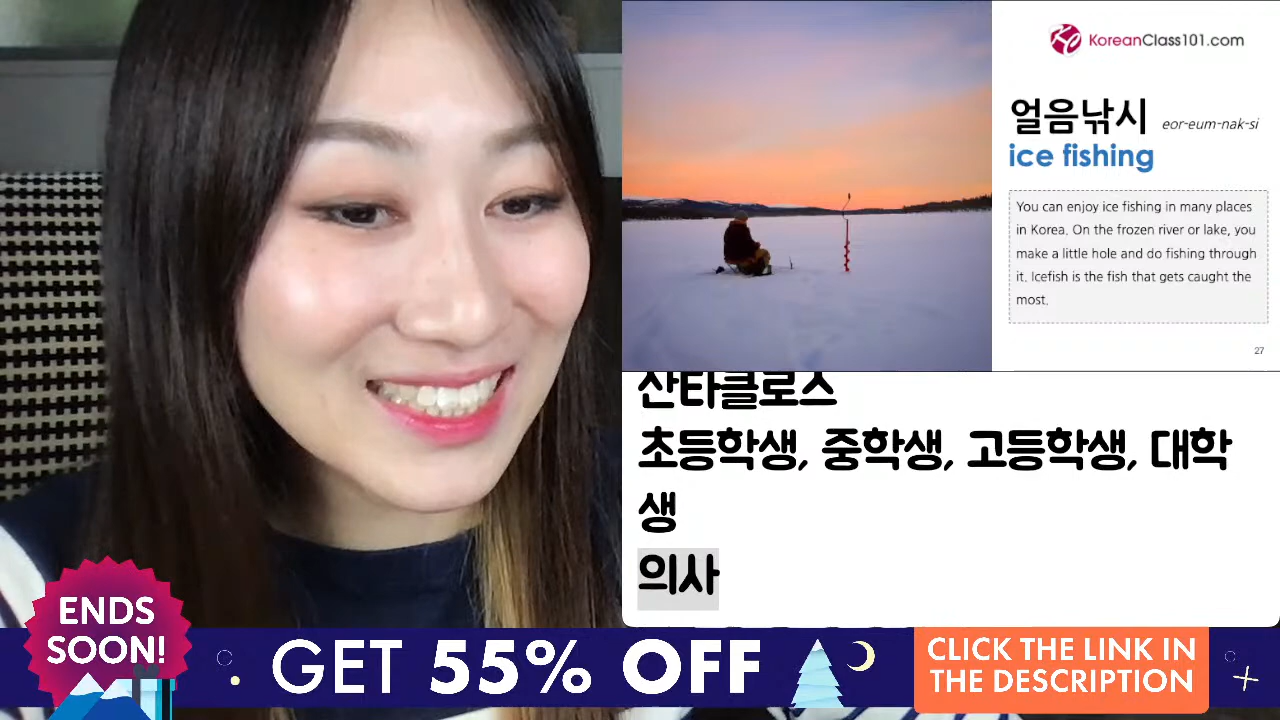 KoreanClass101.com
얼음낚시 eor-eum-nak-si
ice fishing
You can enjoy ice fishing in many places
in Korea. On the frozen river or lake, you
make a little hole and do fishing through
it. Icefish is the fish that gets caught the
most.
27
산타클로스
초등학생, 중학생, 고등학생, 대학
생
의사
ENDS
SOON!
GET 55% OFF
CLICK THE LINK IN
THE DESCRIPTION